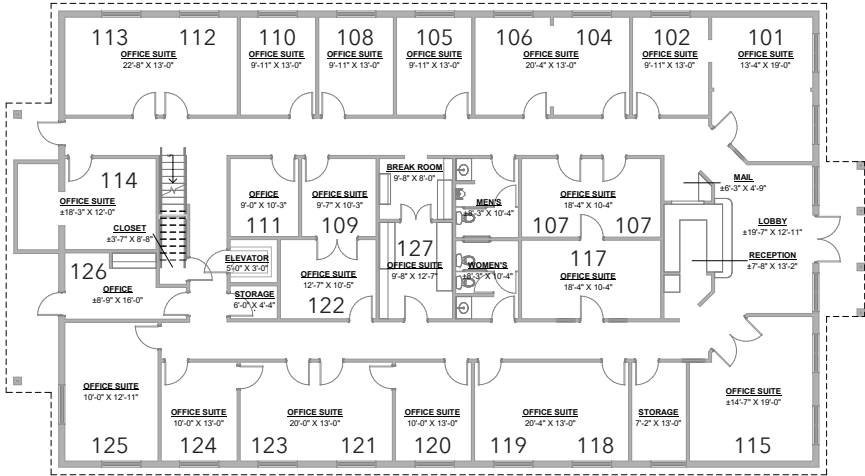 113
112
OFFICE SUITE
22'-8" X 13'-0"
110
OFFICE SUITE
9'-11" X 13'-0"
108
OFFICE SUITE
9'-11" X 13'-0"
105
OFFICE SUITE
9'-11" X 13'-0"
106
104
OFFICE SUITE
20'-4" X 13'-0"
102
OFFICE SUITE
9'-11" X 13'-0"
101
OFFICE SUITE
13'-4" X 19'-0"
114
OFFICE SUITE
±18'-3" X 12'-0"
CLOSET
±3'-7" X 8'-8"
OFFICE
9'-0" X 10'-3"
111
OFFICE SUITE
9'-7" X 10'-3"
109
BREAK ROOM
9'-8" X 8'-0"
MEN'S
±8'-3" X 10'-4"
OFFICE SUITE
18'-4" X 10'-4"
107
107
MAIL
±6'-3" X 4'-9"
LOBBY
±19'-7" X 12'-11"
RECEPTION
±7'-8" X 13'-2"
126
OFFICE
±8'-9" X 16'-0"
ELEVATOR
5'-0" X 3'-0"
STORAGE
6'-0" X 4'-4"
OFFICE SUITE
12'-7" X 10'-5"
122
127
OFFICE SUITE
9'-8" X 12'-7"
WOMEN'S
±8'-3" X 10'-4"
117
OFFICE SUITE
18'-4" X 10'-4"
OFFICE SUITE
10'-0" X 12'-11"
125
OFFICE SUITE
10'-0" X 13'-0"
124
OFFICE SUITE
20'-0" X 13'-0"
123
121
OFFICE SUITE
10'-0" X 13'-0"
120
OFFICE SUITE
20'-4" X 13'-0"
119
118
STORAGE
7'-2" X 13'-0"
OFFICE SUITE
±14'-7" X 19'-0"
115